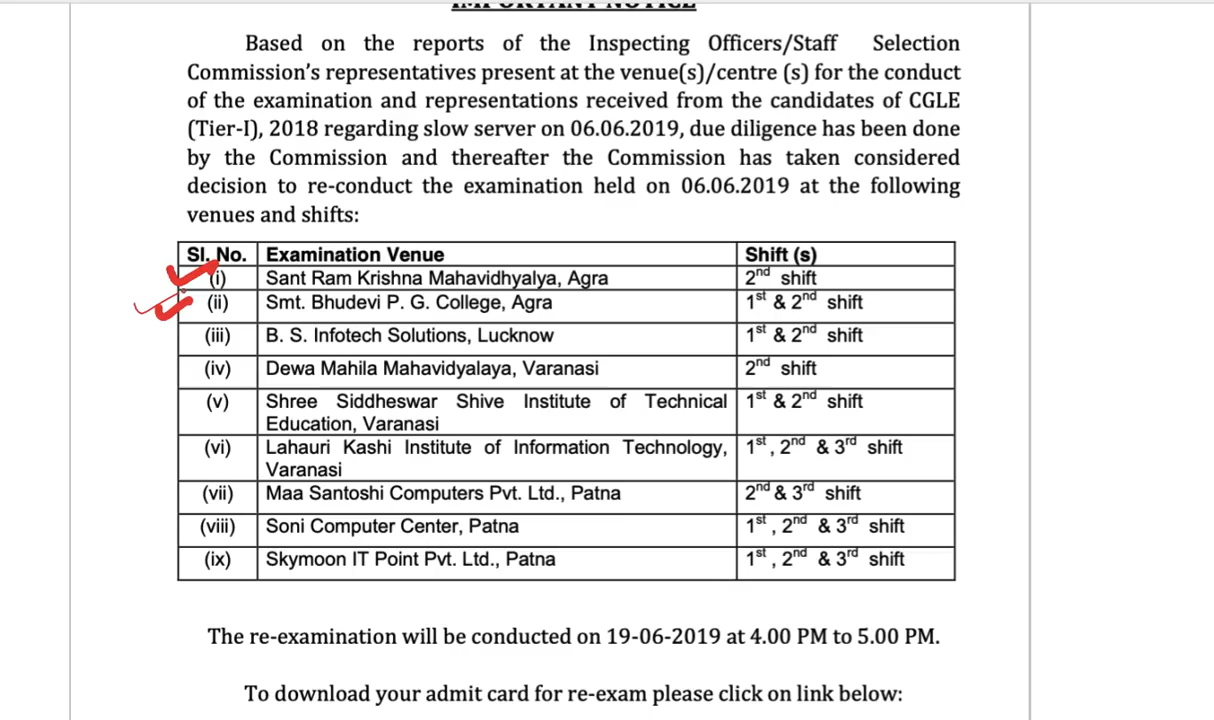 IMPORTANT NOTICE
Based on the reports of the Inspecting Officers/Staff Selection
Commission's representatives present at the venue(s)/centre (s) for the conduct
of the examination and representations received from the candidates of CGLE
(Tier-I), 2018 regarding slow server on 06.06.2019, due diligence has been done
by the Commission and thereafter the Commission has taken considered
decision to re-conduct the examination held on 06.06.2019 at the following
venues and shifts:
Sl. No. Examination Venue Shift (s)
(i) Sant Ram Krishna Mahavidhyalya, Agra 2nd shift
(ii) Smt. Bhudevi P. G. College, Agra 1st & 2nd shift
(iii) B. S. Infotech Solutions, Lucknow 1st & 2nd shift
(iv) Dewa Mahila Mahavidyalaya, Varanasi 2nd shift
(v) Shree Siddheswar Shive Institute of Technical 1st & 2nd shift
Education, Varanasi
(vi) Lahauri Kashi Institute of Information Technology, 1st , 2nd & 3rd shift
Varanasi
(vii) Maa Santoshi Computers Pvt. Ltd., Patna 2nd & 3rd shift
(viii) Soni Computer Center, Patna 1st , 2nd & 3rd shift
(ix) Skymoon IT Point Pvt. Ltd., Patna 1st , 2nd & 3rd shift
The re-examination will be conducted on 19-06-2019 at 4.00 PM to 5.00 PM.
To download your admit card for re-exam please click on link below: